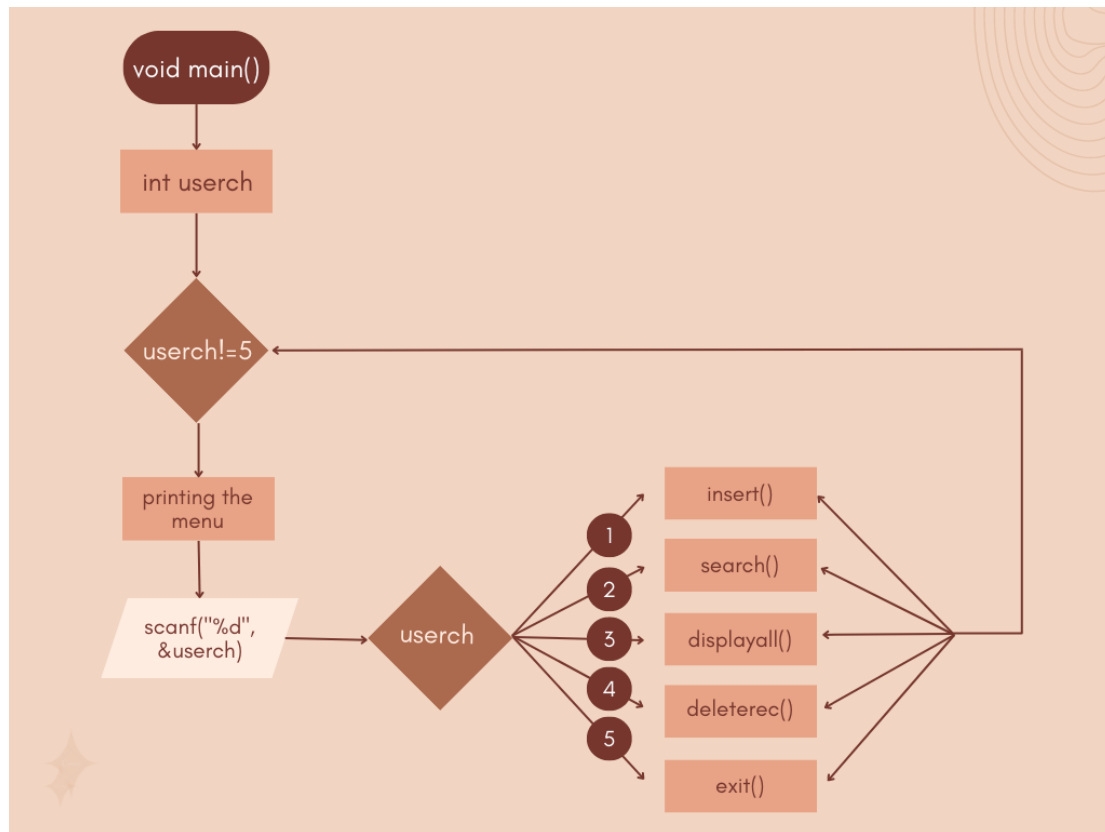 void main()
int userch
userch!=5
printing the
menu
scanf("%d",
&userch)
userch
1
2
3
4
5
insert()
search()
displayall()
deleterec()
exit()